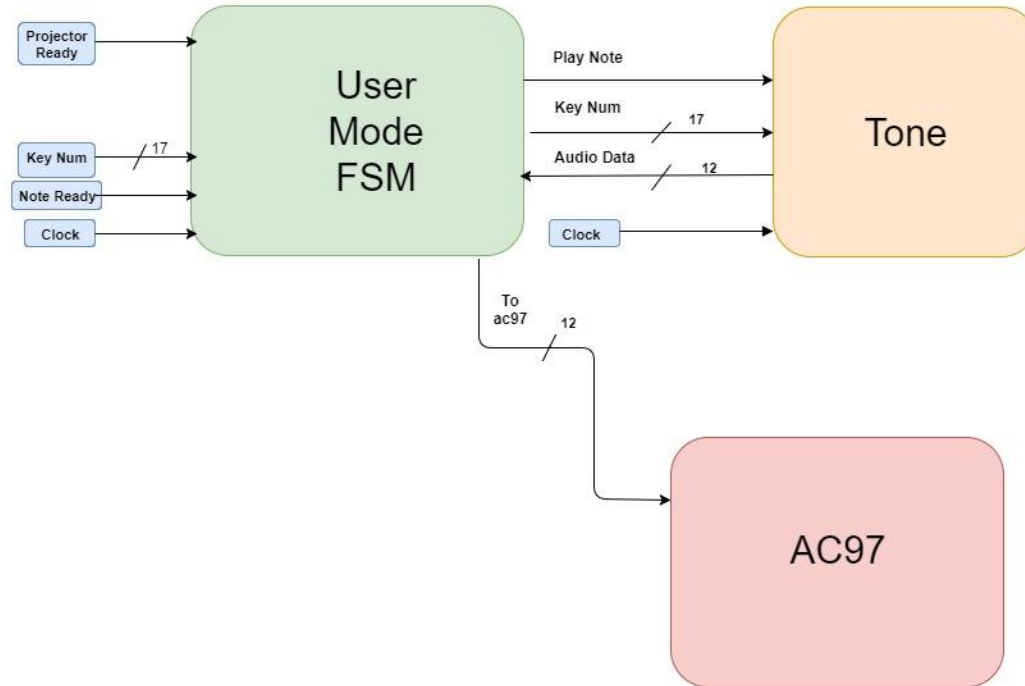 Projector
Ready
Key Num
17
Note Ready
Clock
User
Mode
FSM
Play Note
Key Num
17
Audio Data
12
Clock
Tone
To
ac97
12
AC97